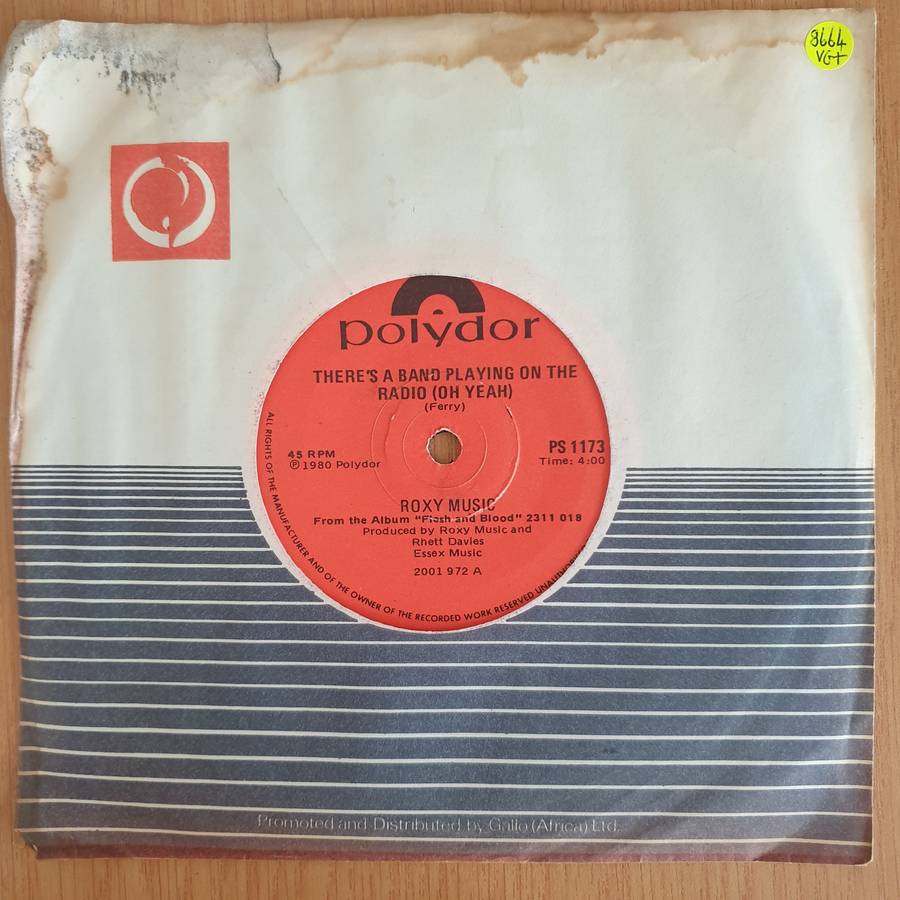 8664
VG+
polydor
THERE'S A BAND PLAYING ON THE
RADIO (OH YEAH)
(Ferry)
45 RPM
℗ 1980 Polydor
PS 1173
Time: 4:00
ROXY MUSIC
From the Album "Flesh and Blood" 2311 018
Produced by Roxy Music and
Rhett Davies
Essex Music
2001 972 A
ALL RIGHTS OF THE MANUFACTURER AND OF THE OWNER OF THE RECORDED WORK RESERVED
Promoted and Distributed by Gallo (Africa) Ltd.